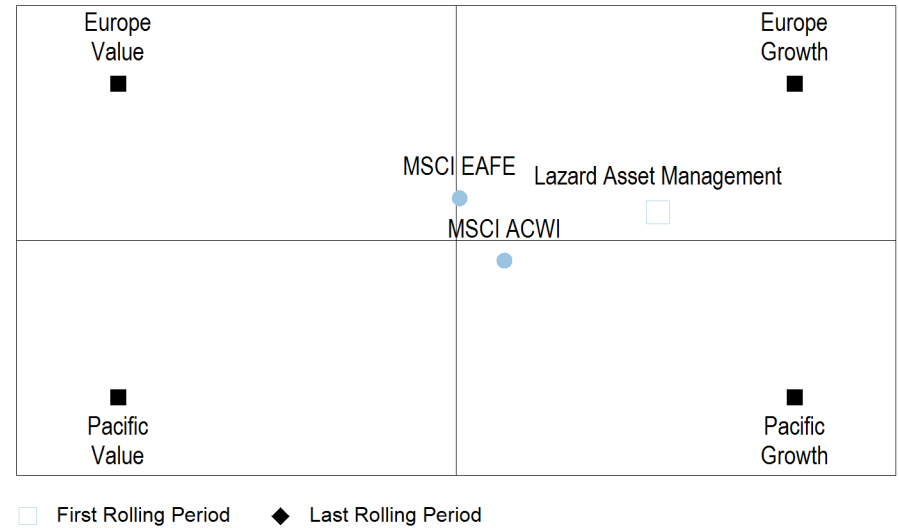 Europe
Value
Europe
Growth
MSCI EAFE
Lazard Asset Management
MSCI ACWI
Pacific
Value
Pacific
Growth
First Rolling Period
Last Rolling Period